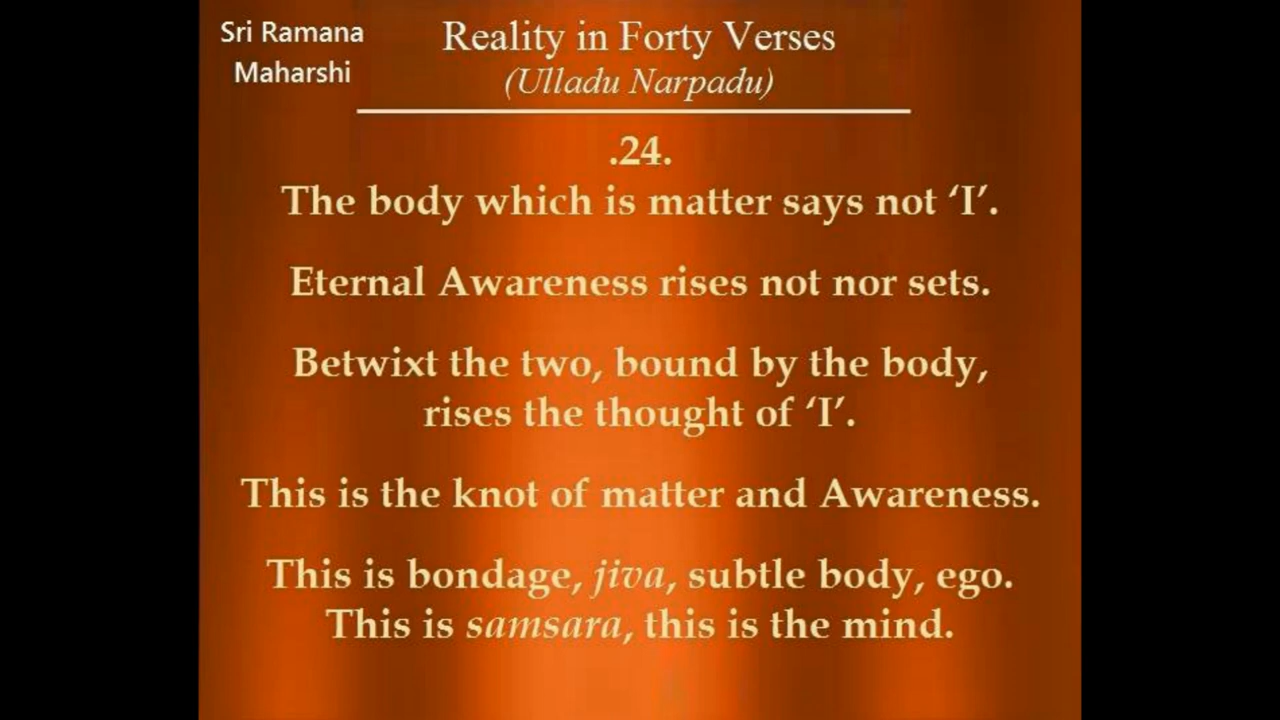 Sri Ramana
Maharshi
Reality in Forty Verses
(Ulladu Narpadu)
.24.
The body which is matter says not ‘I’.
Eternal Awareness rises not nor sets.
Betwixt the two, bound by the body,
rises the thought of ‘I’.
This is the knot of matter and Awareness.
This is bondage, jiva, subtle body, ego.
This is samsara, this is the mind.